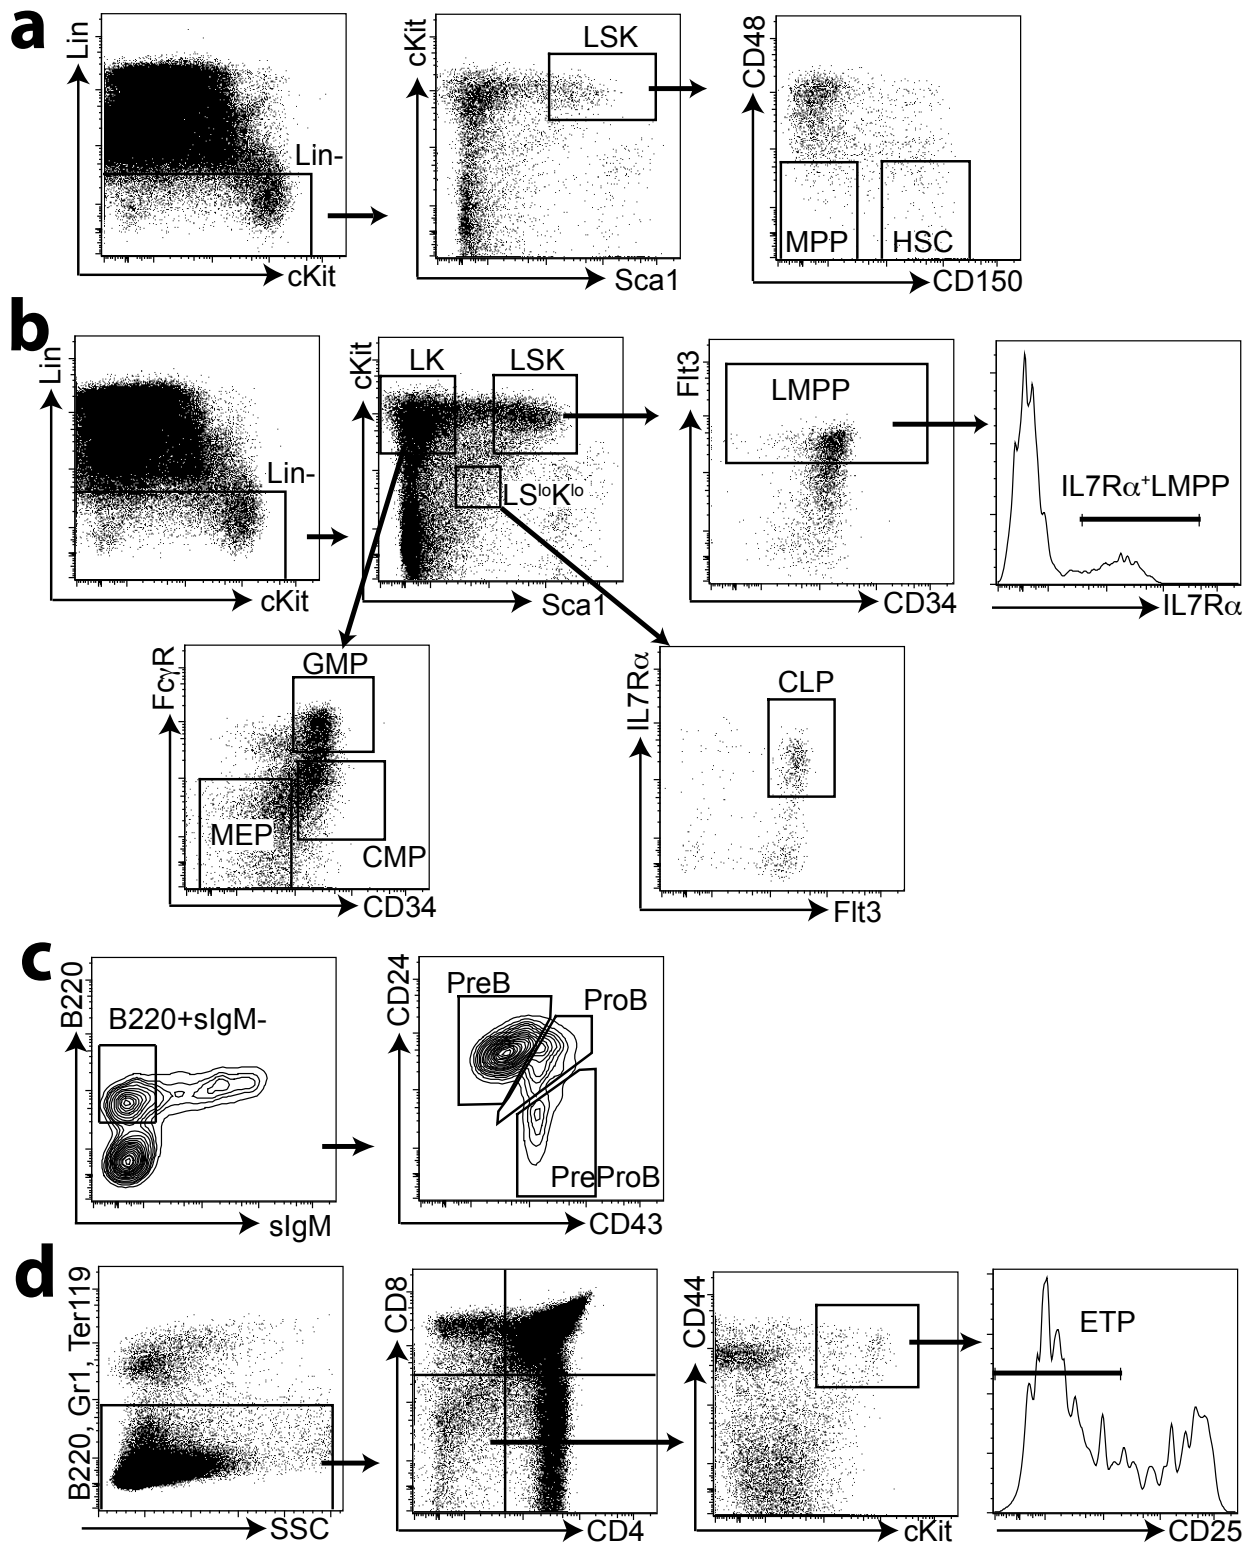 a
Lin
Lin-
cKit
cKit
LSK
Sca1
CD48
MPP
HSC
CD150
b
Lin
Lin-
cKit
cKit
LK
LSK
LSloKlo
Sca1
Flt3
LMPP
CD34
IL7Rα+LMPP
IL7Rα
FcγR
GMP
MEP
CMP
CD34
IL7Rα
CLP
Flt3
c
B220
B220+sIgM-
sIgM
CD24
PreB
ProB
PreProB
CD43
d
B220, Gr1, Ter119
SSC
CD8
CD4
CD44
cKit
ETP
CD25